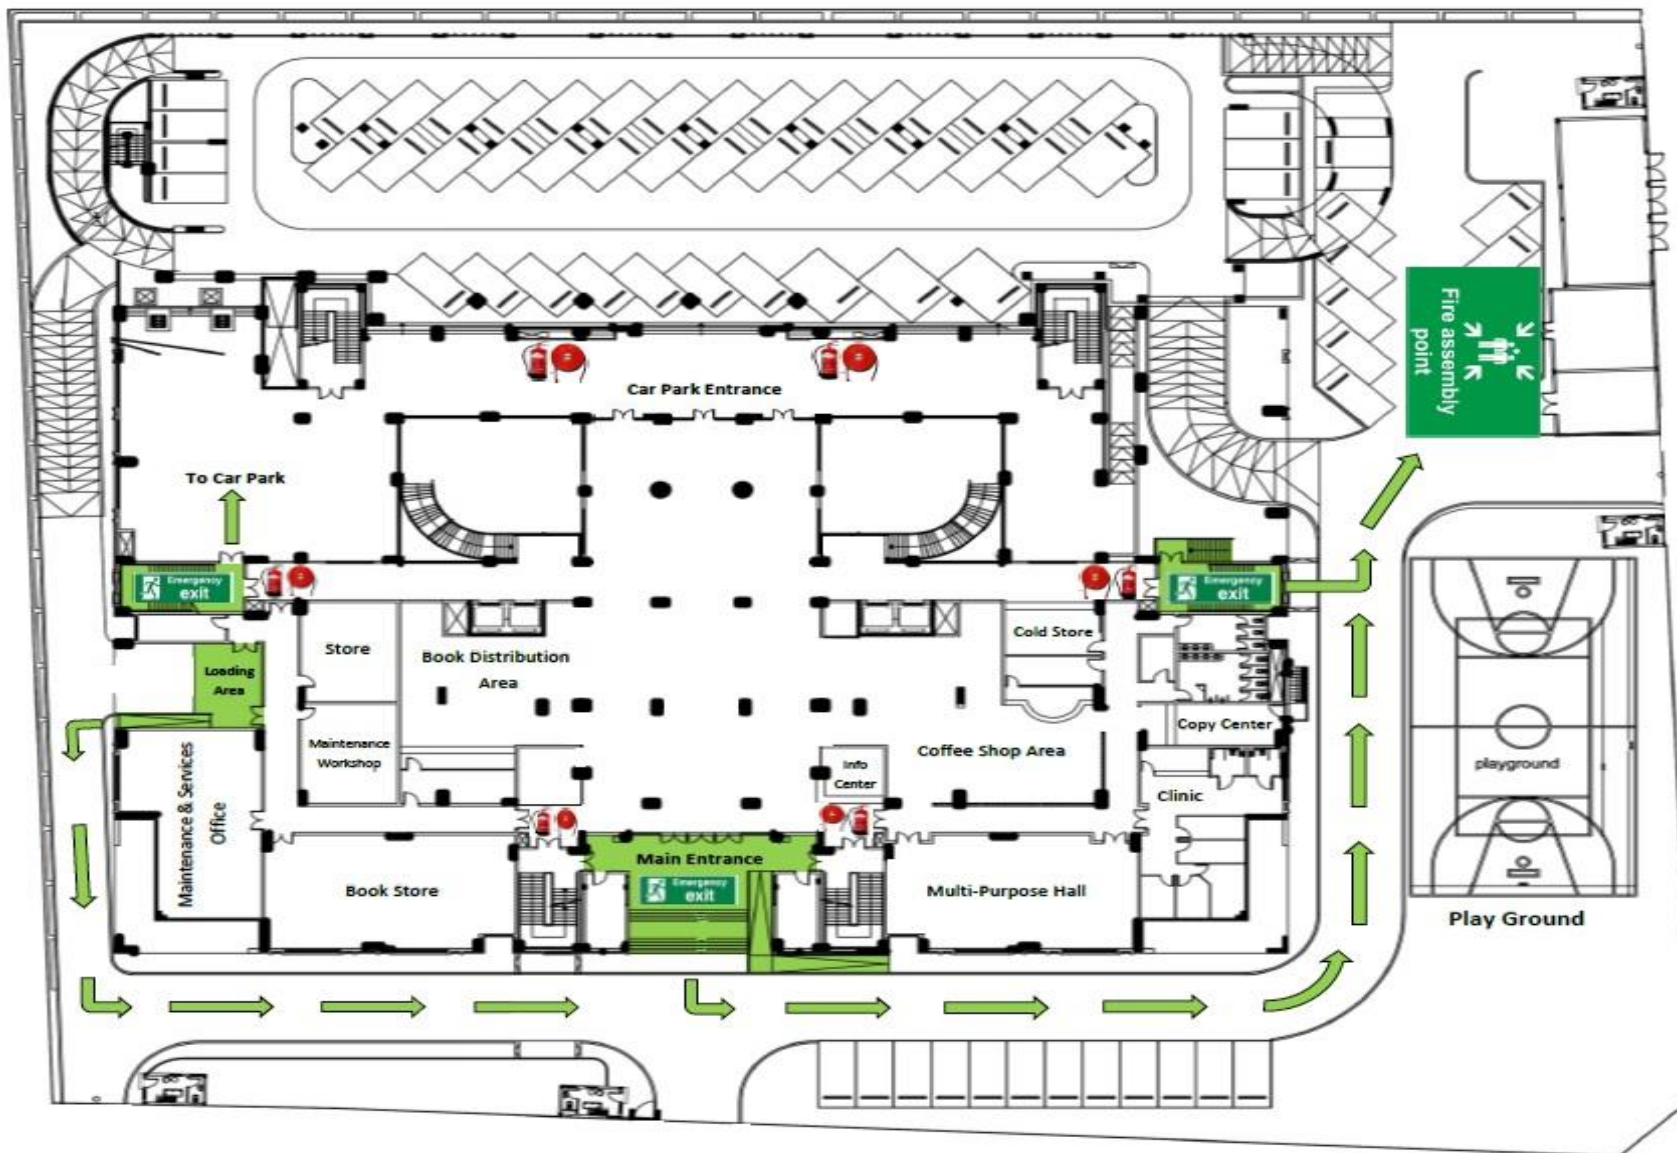 Fire assembly
point
Car Park Entrance
To Car Park
Emergency
exit
Emergency
exit
Store
Book Distribution
Area
Cold Store
Loading
Area
Copy Center
Maintenance
Workshop
Coffee Shop Area
Info
Center
playground
Clinic
Maintenance & Services
Office
Main Entrance
Emergency
exit
Book Store
Multi-Purpose Hall
Play Ground